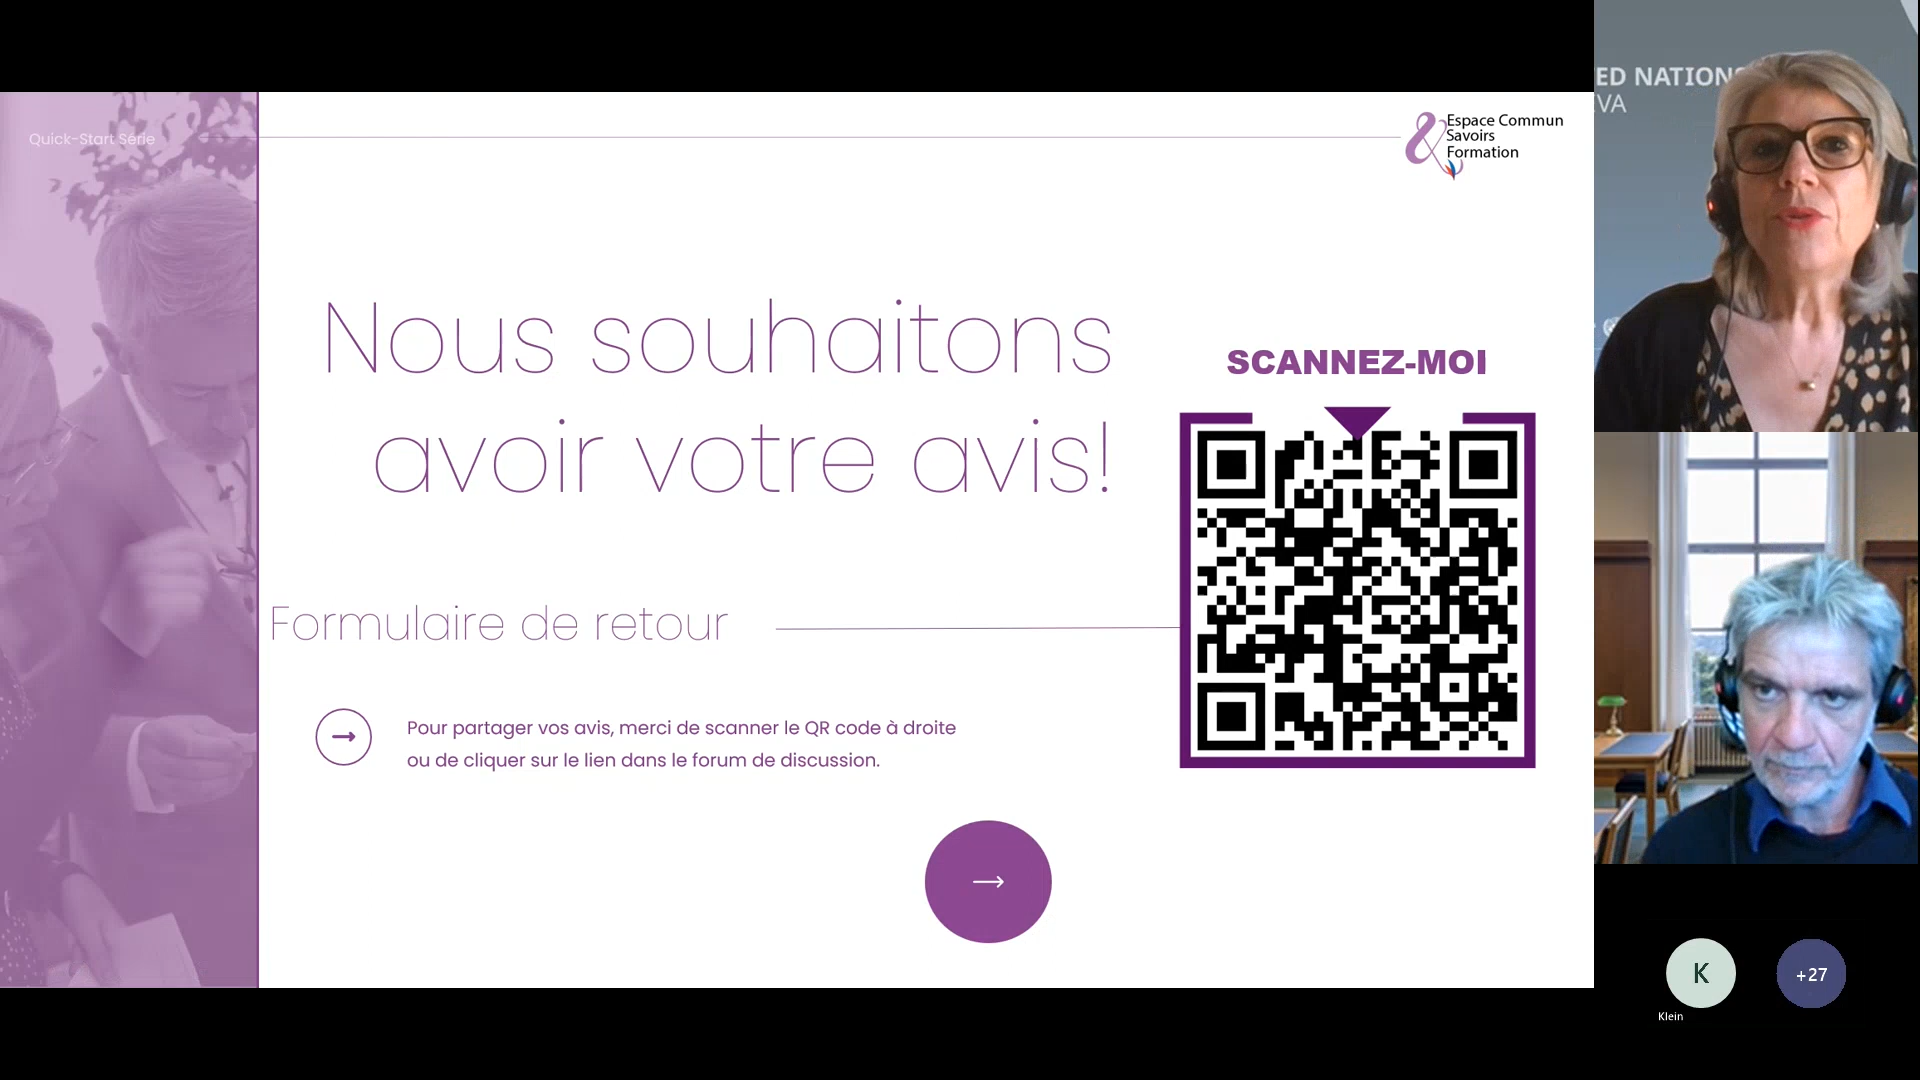 Quick-Start Série
Espace Commun
Savoirs
Formation
Nous souhaitons
avoir votre avis!
SCANNEZ-MOI
Formulaire de retour
Pour partager vos avis, merci de scanner le QR code à droite
ou de cliquer sur le lien dans le forum de discussion.
ED NATIONS
VA
K
+27
Klein